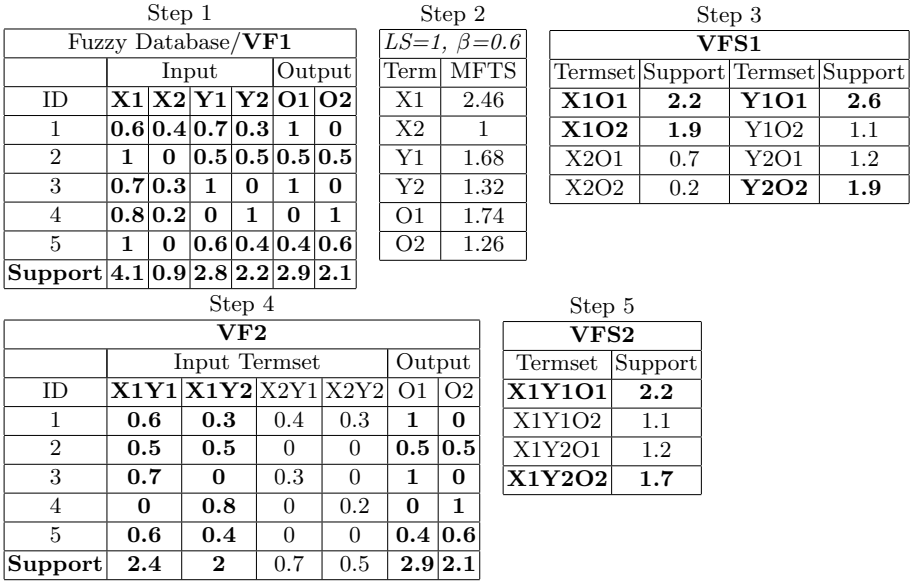 Step 1
Fuzzy Database/VF1
Input Output
ID X1 X2 Y1 Y2 O1 O2
1 0.6 0.4 0.7 0.3 1 0
2 1 0 0.5 0.5 0.5 0.5
3 0.7 0.3 1 0 1 0
4 0.8 0.2 0 1 0 1
5 1 0 0.6 0.4 0.4 0.6
Support 4.1 0.9 2.8 2.2 2.9 2.1
Step 2
LS=1, β=0.6
Term MFTS
X1 2.46
X2 1
Y1 1.68
Y2 1.32
O1 1.74
O2 1.26
Step 3
VFS1
Termset Support Termset Support
X1O1 2.2 Y1O1 2.6
X1O2 1.9 Y1O2 1.1
X2O1 0.7 Y2O1 1.2
X2O2 0.2 Y2O2 1.9
Step 4
VF2
Input Termset Output
ID X1Y1 X1Y2 X2Y1 X2Y2 O1 O2
1 0.6 0.3 0.4 0.3 1 0
2 0.5 0.5 0 0 0.5 0.5
3 0.7 0 0.3 0 1 0
4 0 0.8 0 0.2 0 1
5 0.6 0.4 0 0 0.4 0.6
Support 2.4 2 0.7 0.5 2.9 2.1
Step 5
VFS2
Termset Support
X1Y1O1 2.2
X1Y1O2 1.1
X1Y2O1 1.2
X1Y2O2 1.7